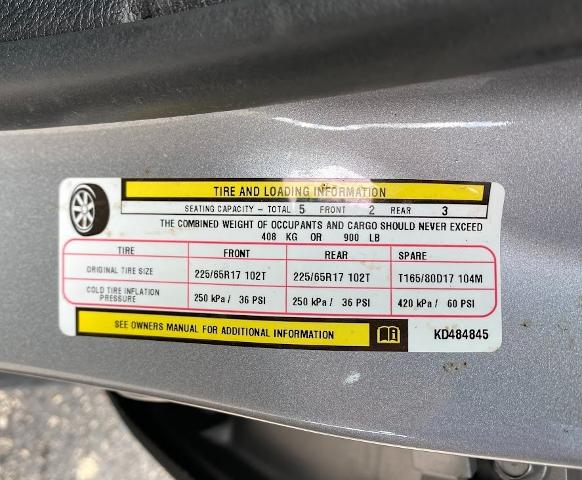 TIRE AND LOADING INFORMATION
SEATING CAPACITY – TOTAL 5 FRONT 2 REAR 3
THE COMBINED WEIGHT OF OCCUPANTS AND CARGO SHOULD NEVER EXCEED
408 KG OR 900 LB
TIRE FRONT REAR SPARE
ORIGINAL TIRE SIZE 225/65R17 102T 225/65R17 102T T165/80D17 104M
COLD TIRE INFLATION PRESSURE 250 kPa / 36 PSI 250 kPa / 36 PSI 420 kPa / 60 PSI
SEE OWNERS MANUAL FOR ADDITIONAL INFORMATION KD484845